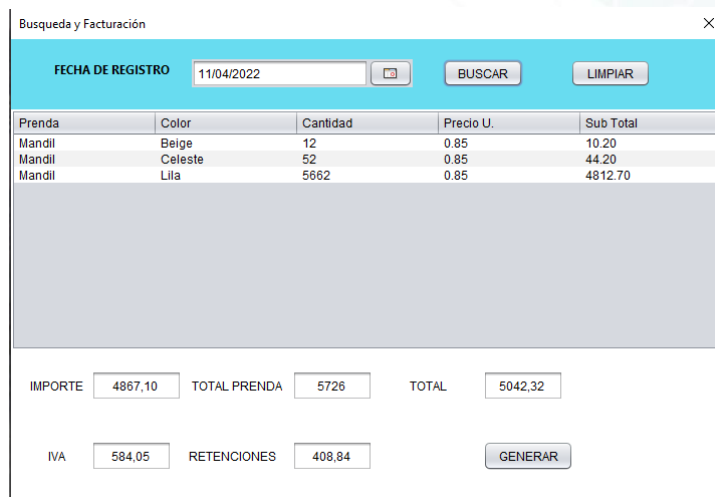 Busqueda y Facturación
FECHA DE REGISTRO 11/04/2022 BUSCAR LIMPIAR
Prenda Color Cantidad Precio U. Sub Total
Mandil Beige 12 0.85 10.20
Mandil Celeste 52 0.85 44.20
Mandil Lila 5662 0.85 4812.70
IMPORTE 4867,10 TOTAL PRENDA 5726 TOTAL 5042,32
IVA 584,05 RETENCIONES 408,84 GENERAR